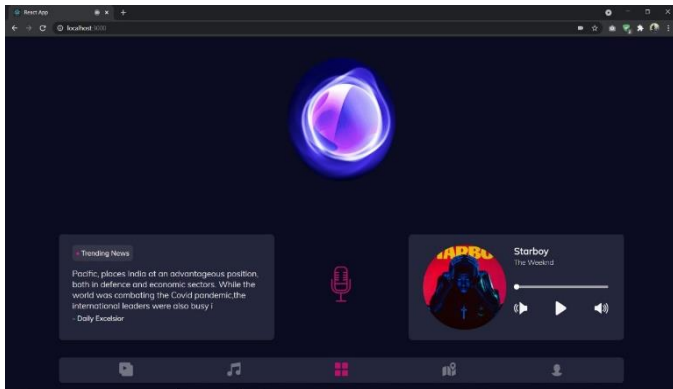 React App
localhost:3000
Trending News
Pacific, places India at an advantageous position,
both in defence and economic sectors. While the
world was combating the Covid pandemic,the
international leaders were also busy i
- Daily Excelsior
Starboy
The Weeknd